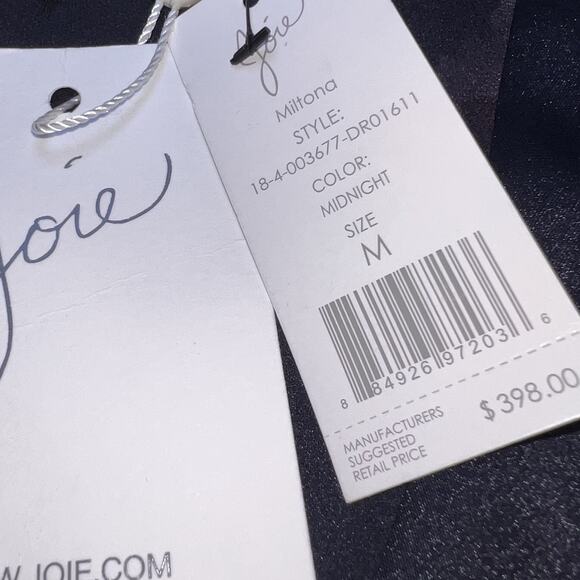 Joie
Miltona
STYLE:
18-4-003677-DR01611
COLOR:
MIDNIGHT
SIZE
M
8 84926 97203 6
MANUFACTURERS
SUGGESTED
RETAIL PRICE
$398.00
Joie
W.JOIE.COM